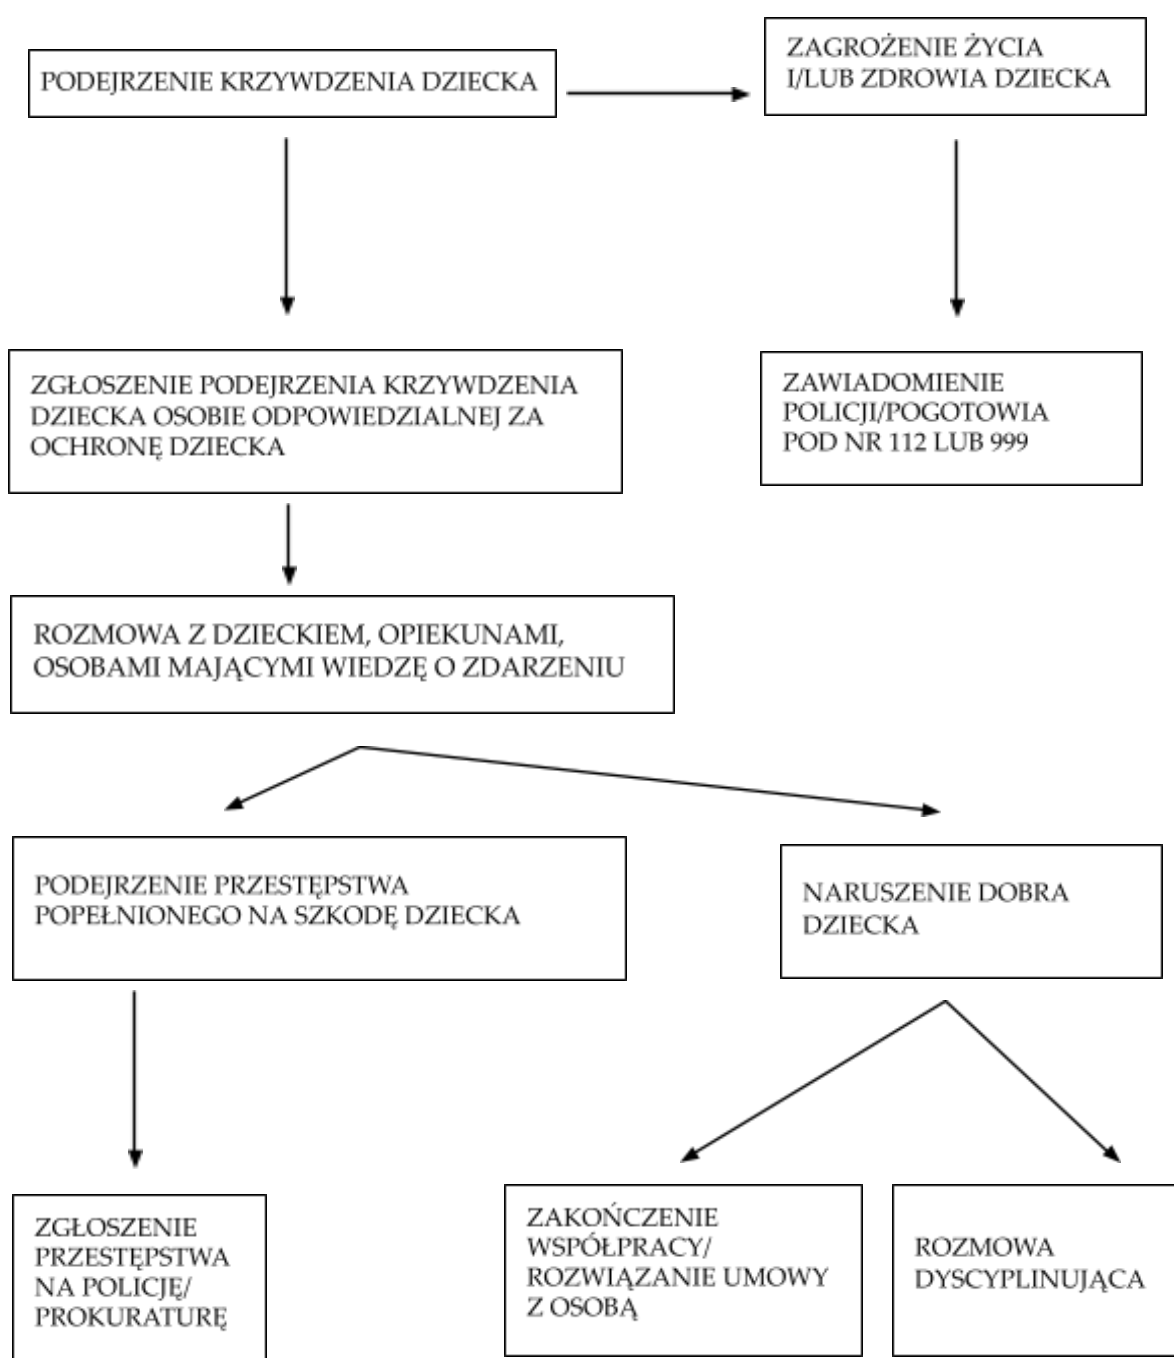 PODEJRZENIE KRZYWDZENIA DZIECKA
ZAGROŻENIE ŻYCIA
I/LUB ZDROWIA DZIECKA
ZGŁOSZENIE PODEJRZENIA KRZYWDZENIA
DZIECKA OSOBIE ODPOWIEDZIALNEJ ZA
OCHRONĘ DZIECKA
ZAWIADOMIENIE
POLICJI/POGOTOWIA
POD NR 112 LUB 999
ROZMOWA Z DZIECKIEM, OPIEKUNAMI,
OSOBAMI MAJĄCYMI WIEDZĘ O ZDARZENIU
PODEJRZENIE PRZESTĘPSTWA
POPEŁNIONEGO NA SZKODĘ DZIECKA
NARUSZENIE DOBRA
DZIECKA
ZGŁOSZENIE
PRZESTĘPSTWA
NA POLICJĘ/
PROKURATURĘ
ZAKOŃCZENIE
WSPÓŁPRACY/
ROZWIĄZANIE UMOWY
Z OSOBĄ
ROZMOWA
DYSCYPLINUJĄCA